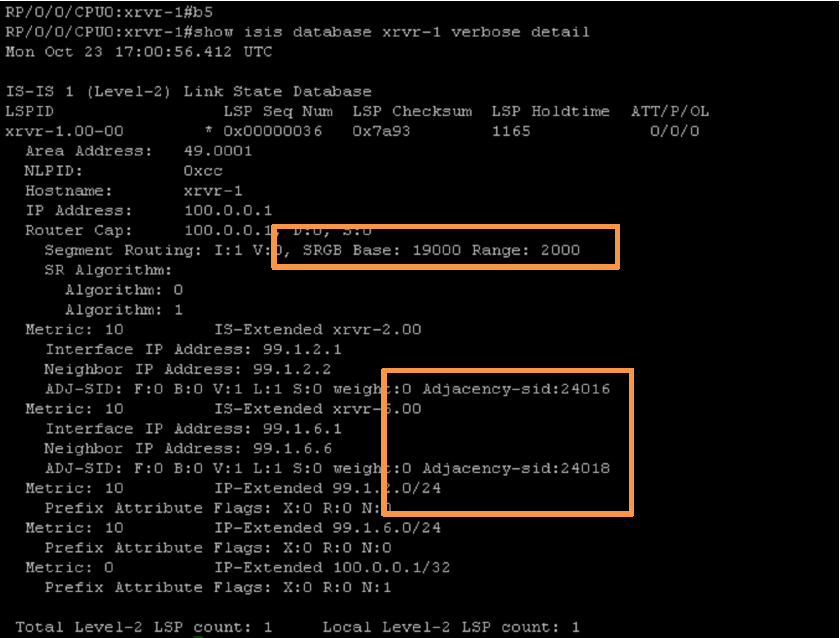 RP/0/0/CPU0:xrvr-1#b5
RP/0/0/CPU0:xrvr-1#show isis database xrvr-1 verbose detail
Mon Oct 23 17:00:56.412 UTC
IS-IS 1 (Level-2) Link State Database
LSPID LSP Seq Num LSP Checksum LSP Holdtime ATT/P/OL
xrvr-1.00-00 * 0x00000036 0x7a93 1165 0/0/0
Area Address: 49.0001
NLPID: 0xcc
Hostname: xrvr-1
IP Address: 100.0.0.1
Router Cap: 100.0.0.1, D:0, S:0
Segment Routing: I:1 V:0, SRGB Base: 19000 Range: 2000
SR Algorithm:
Algorithm: 0
Algorithm: 1
Metric: 10 IS-Extended xrvr-2.00
Interface IP Address: 99.1.2.1
Neighbor IP Address: 99.1.2.2
ADJ-SID: F:0 B:0 V:1 L:1 S:0 weight:0 Adjacency-sid:24016
Metric: 10 IS-Extended xrvr-6.00
Interface IP Address: 99.1.6.1
Neighbor IP Address: 99.1.6.6
ADJ-SID: F:0 B:0 V:1 L:1 S:0 weight:0 Adjacency-sid:24018
Metric: 10 IP-Extended 99.1.2.0/24
Prefix Attribute Flags: X:0 R:0 N:0
Metric: 10 IP-Extended 99.1.6.0/24
Prefix Attribute Flags: X:0 R:0 N:0
Metric: 0 IP-Extended 100.0.0.1/32
Prefix Attribute Flags: X:0 R:0 N:1
Total Level-2 LSP count: 1 Local Level-2 LSP count: 1